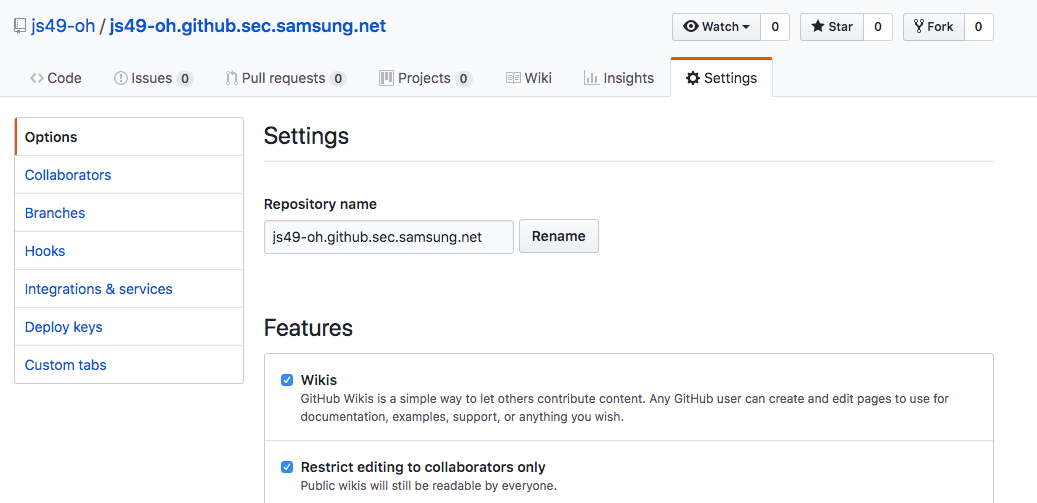 js49-oh / js49-oh.github.sec.samsung.net
Watch 0 Star 0 Fork 0
Code Issues 0 Pull requests 0 Projects 0 Wiki Insights Settings
Options
Collaborators
Branches
Hooks
Integrations & services
Deploy keys
Custom tabs
Settings
Repository name
js49-oh.github.sec.samsung.net Rename
Features
Wikis
GitHub Wikis is a simple way to let others contribute content. Any GitHub user can create and edit pages to use for
documentation, examples, support, or anything you wish.
Restrict editing to collaborators only
Public wikis will still be readable by everyone.